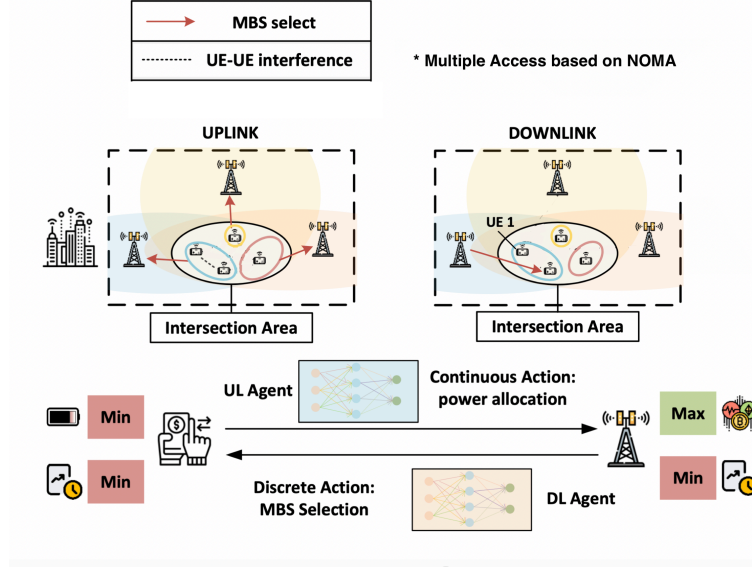 MBS select
UE-UE interference
* Multiple Access based on NOMA
UPLINK
DOWNLINK
UE 1
Intersection Area
Intersection Area
UL Agent
Continuous Action:
power allocation
Min
Max
$
Min
Min
Discrete Action:
MBS Selection
DL Agent